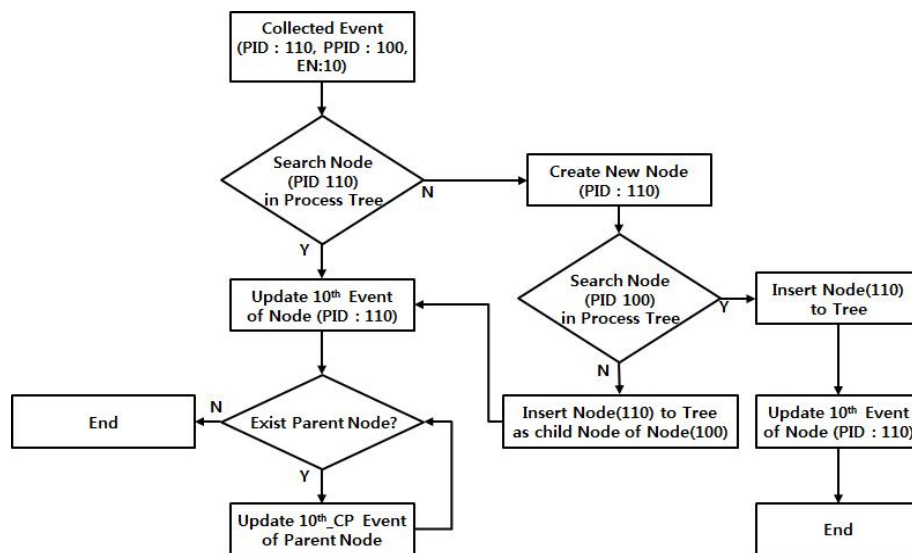 Collected Event
(PID : 110, PPID : 100,
EN:10)
Search Node
(PID 110)
in Process Tree
N
Y
Create New Node
(PID : 110)
Search Node
(PID 100)
in Process Tree
Y
N
Insert Node(110)
to Tree
Update 10th Event
of Node (PID : 110)
Insert Node(110) to Tree
as child Node of Node(100)
Update 10th Event
of Node (PID : 110)
End
N
Exist Parent Node?
Y
Update 10th_CP Event
of Parent Node
End